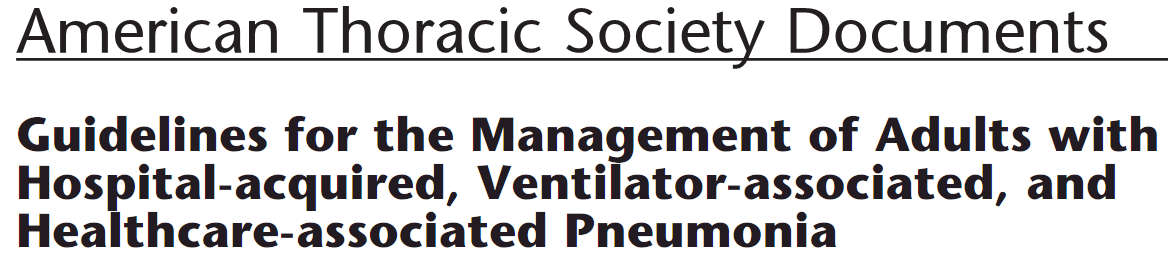 American Thoracic Society Documents
Guidelines for the Management of Adults with
Hospital-acquired, Ventilator-associated, and
Healthcare-associated Pneumonia